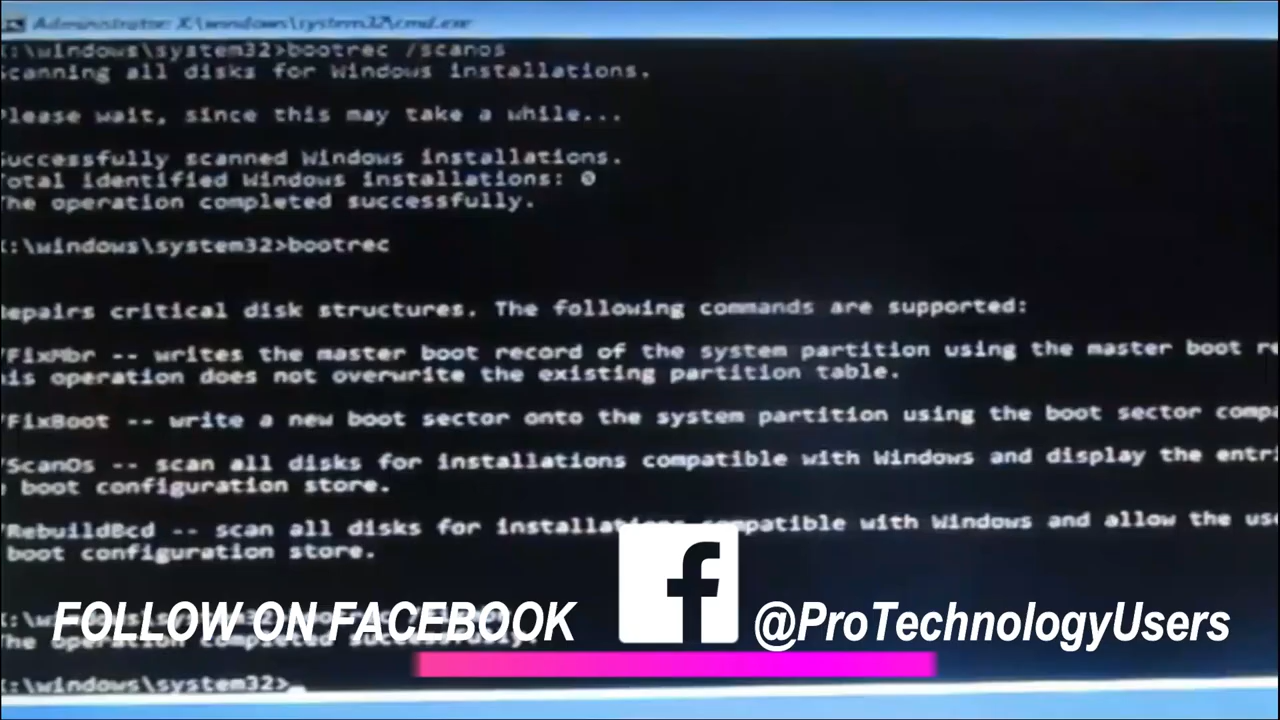 Administrator: X:\windows\system32\cmd.exe
:\windows\system32>bootrec /scanos
Scanning all disks for Windows installations.
Please wait, since this may take a while...
Successfully scanned Windows installations.
Total identified Windows installations: 0
The operation completed successfully.
:\windows\system32>bootrec
Repairs critical disk structures. The following commands are supported:
/FixMbr -- writes the master boot record of the system partition using the master boot
his operation does not overwrite the existing partition table.
/FixBoot -- write a new boot sector onto the system partition using the boot sector
/ScanOs -- scan all disks for installations compatible with Windows and display the
boot configuration store.
/RebuildBcd -- scan all disks for installations compatible with Windows and allow the
boot configuration store.
The operation completed successfully.
FOLLOW ON FACEBOOK f @ProTechnologyUsers
:\windows\system32>_